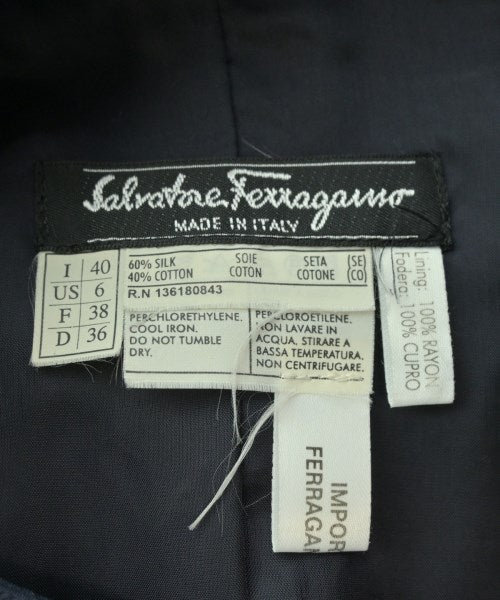 Salvatore Ferragamo
MADE IN ITALY
I 40
US 6
F 38
D 36
60% SILK SOIE SETA (SE)
40% COTTON COTON COTONE (CO)
R.N 136180843
PERCHLORETHYLENE.
COOL IRON.
DO NOT TUMBLE
DRY.
PERCLOROETILENE.
NON LAVARE IN
ACQUA. STIRARE A
BASSA TEMPERATURA.
NON CENTRIFUGARE.
Lining: 100% RAYON
Fodera: 100% CUPRO
IMPOR
FERRAGA